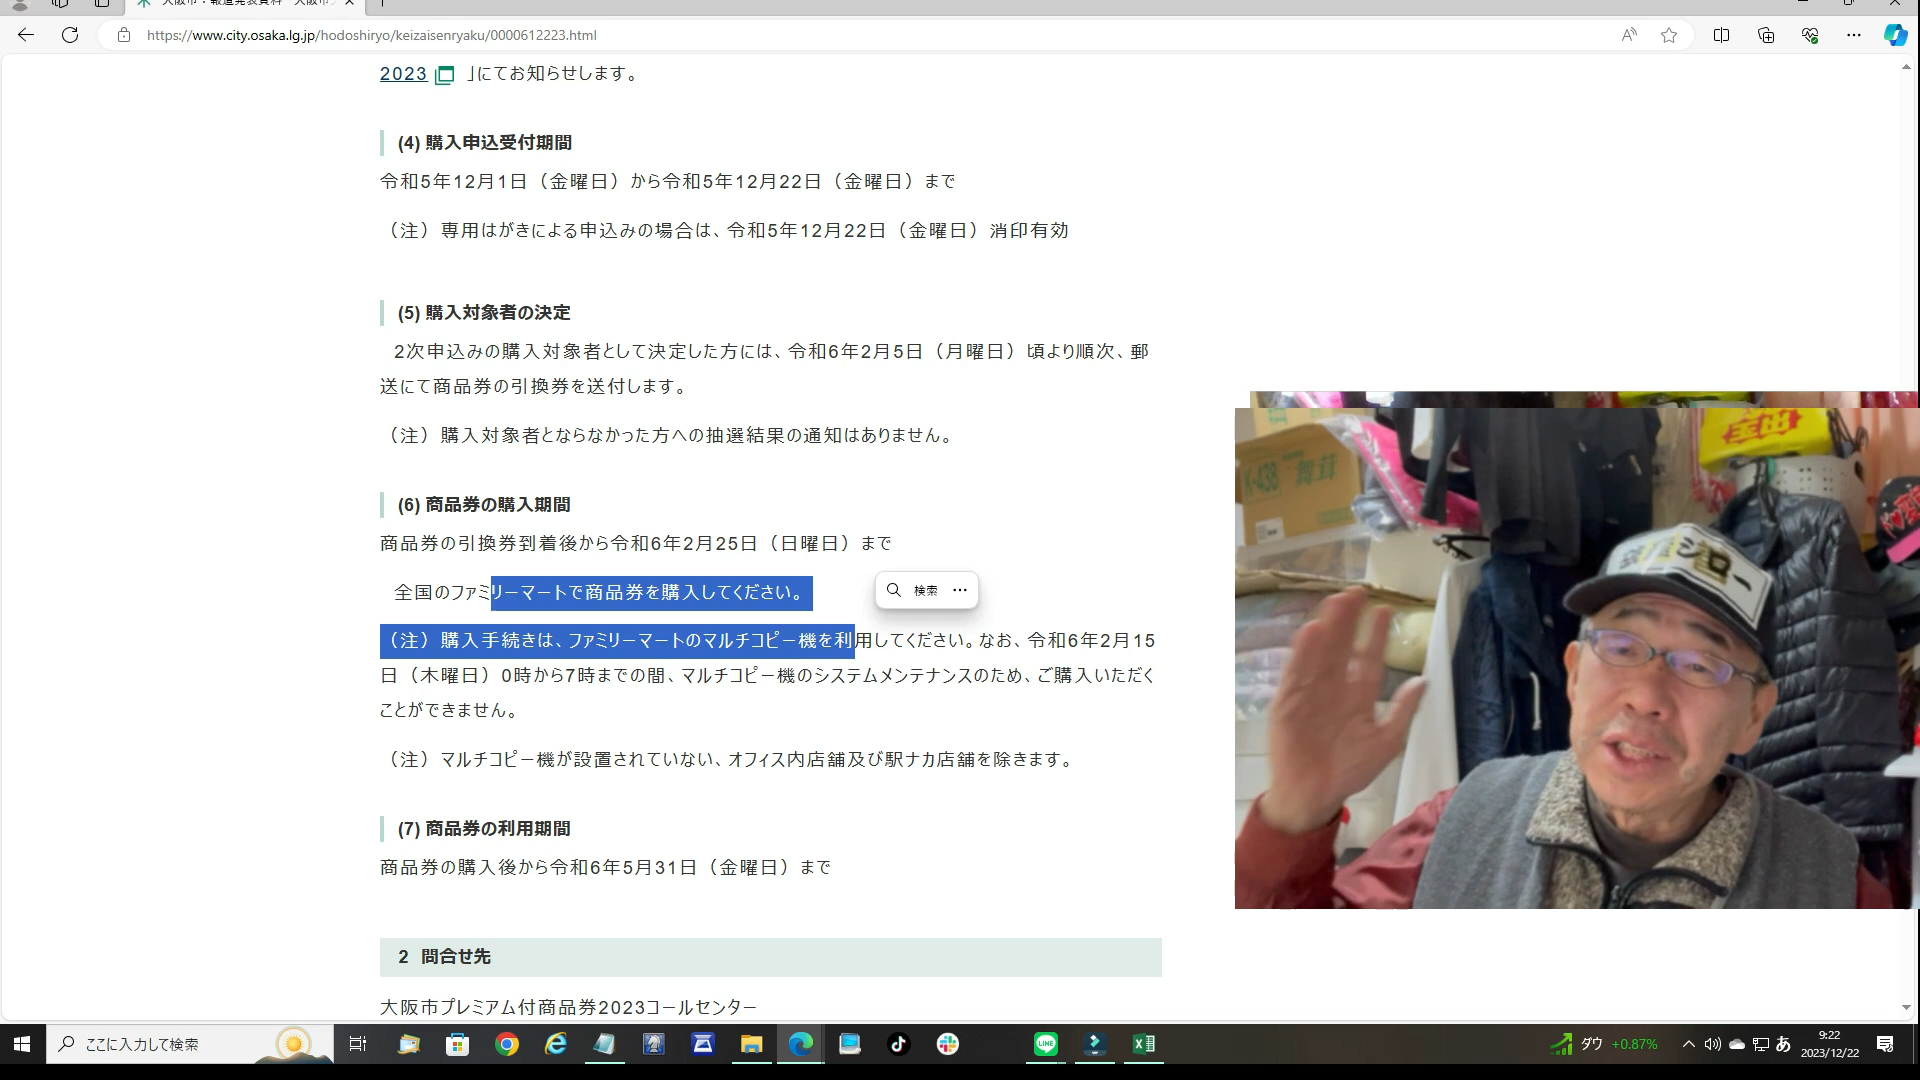 https://www.city.osaka.lg.jp/hodoshiryo/keizaisenryaku/0000612223.html
2023 」にてお知らせします。
(4) 購入申込受付期間
令和5年12月1日（金曜日）から令和5年12月22日（金曜日）まで
（注）専用はがきによる申込みの場合は、令和5年12月22日（金曜日）消印有効
(5) 購入対象者の決定
2次申込みの購入対象者として決定した方には、令和6年2月5日（月曜日）頃より順次、郵
送にて商品券の引換券を送付します。
（注）購入対象者とならなかった方への抽選結果の通知はありません。
(6) 商品券の購入期間
商品券の引換券到着後から令和6年2月25日（日曜日）まで
全国のファミリーマートで商品券を購入してください。
検索
（注）購入手続きは、ファミリーマートのマルチコピー機を利用してください。なお、令和6年2月15
日（木曜日）0時から7時までの間、マルチコピー機のシステムメンテナンスのため、ご購入いただく
ことができません。
（注）マルチコピー機が設置されていない、オフィス内店舗及び駅ナカ店舗を除きます。
(7) 商品券の利用期間
商品券の購入後から令和6年5月31日（金曜日）まで
2 問合せ先
大阪市プレミアム付商品券2023コールセンター
K-438 舞茸
ここに入力して検索
LINE
ダウ +0.87%
あ
9:22
2023/12/22